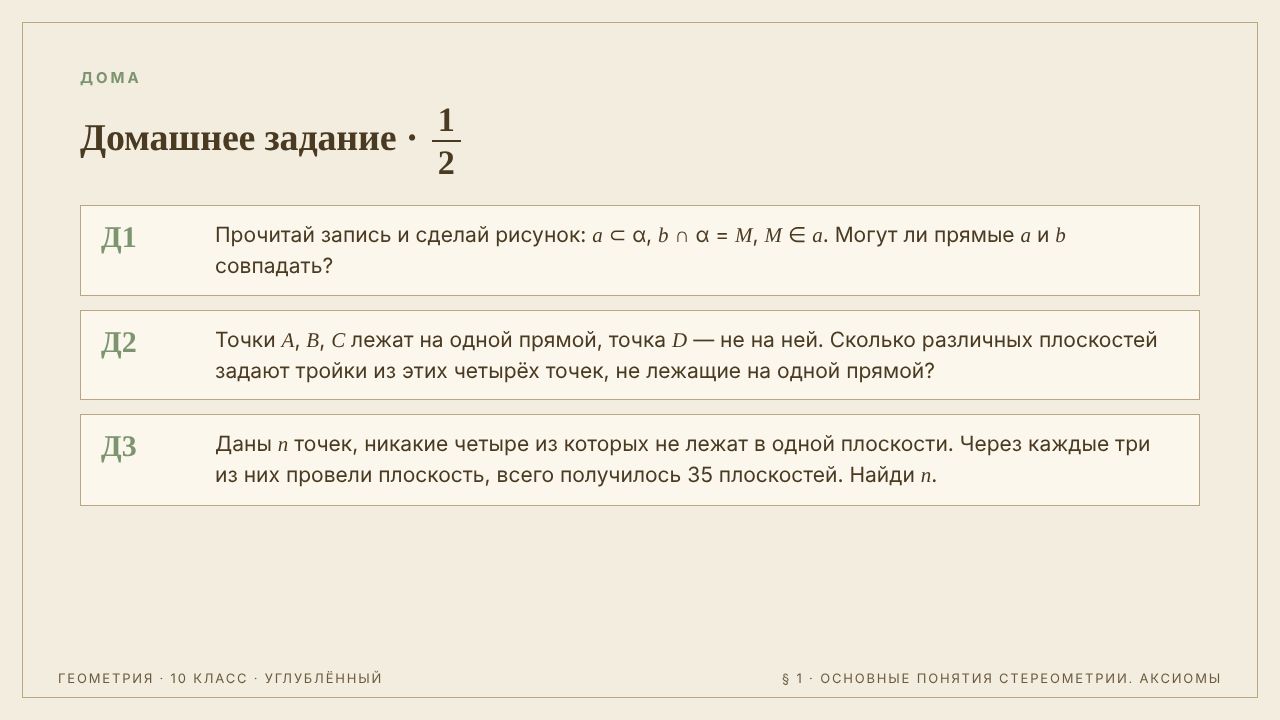 ДОМА
Домашнее задание · 1/2
Д1
Прочитай запись и сделай рисунок: a ⊂ α, b ∩ α = M, M ∈ a. Могут ли прямые a и b
совпадать?
Д2
Точки A, B, C лежат на одной прямой, точка D — не на ней. Сколько различных плоскостей
задают тройки из этих четырёх точек, не лежащие на одной прямой?
Д3
Даны n точек, никакие четыре из которых не лежат в одной плоскости. Через каждые три
из них провели плоскость, всего получилось 35 плоскостей. Найди n.
ГЕОМЕТРИЯ · 10 КЛАСС · УГЛУБЛЁННЫЙ
§ 1 · ОСНОВНЫЕ ПОНЯТИЯ СТЕРЕОМЕТРИИ. АКСИОМЫ